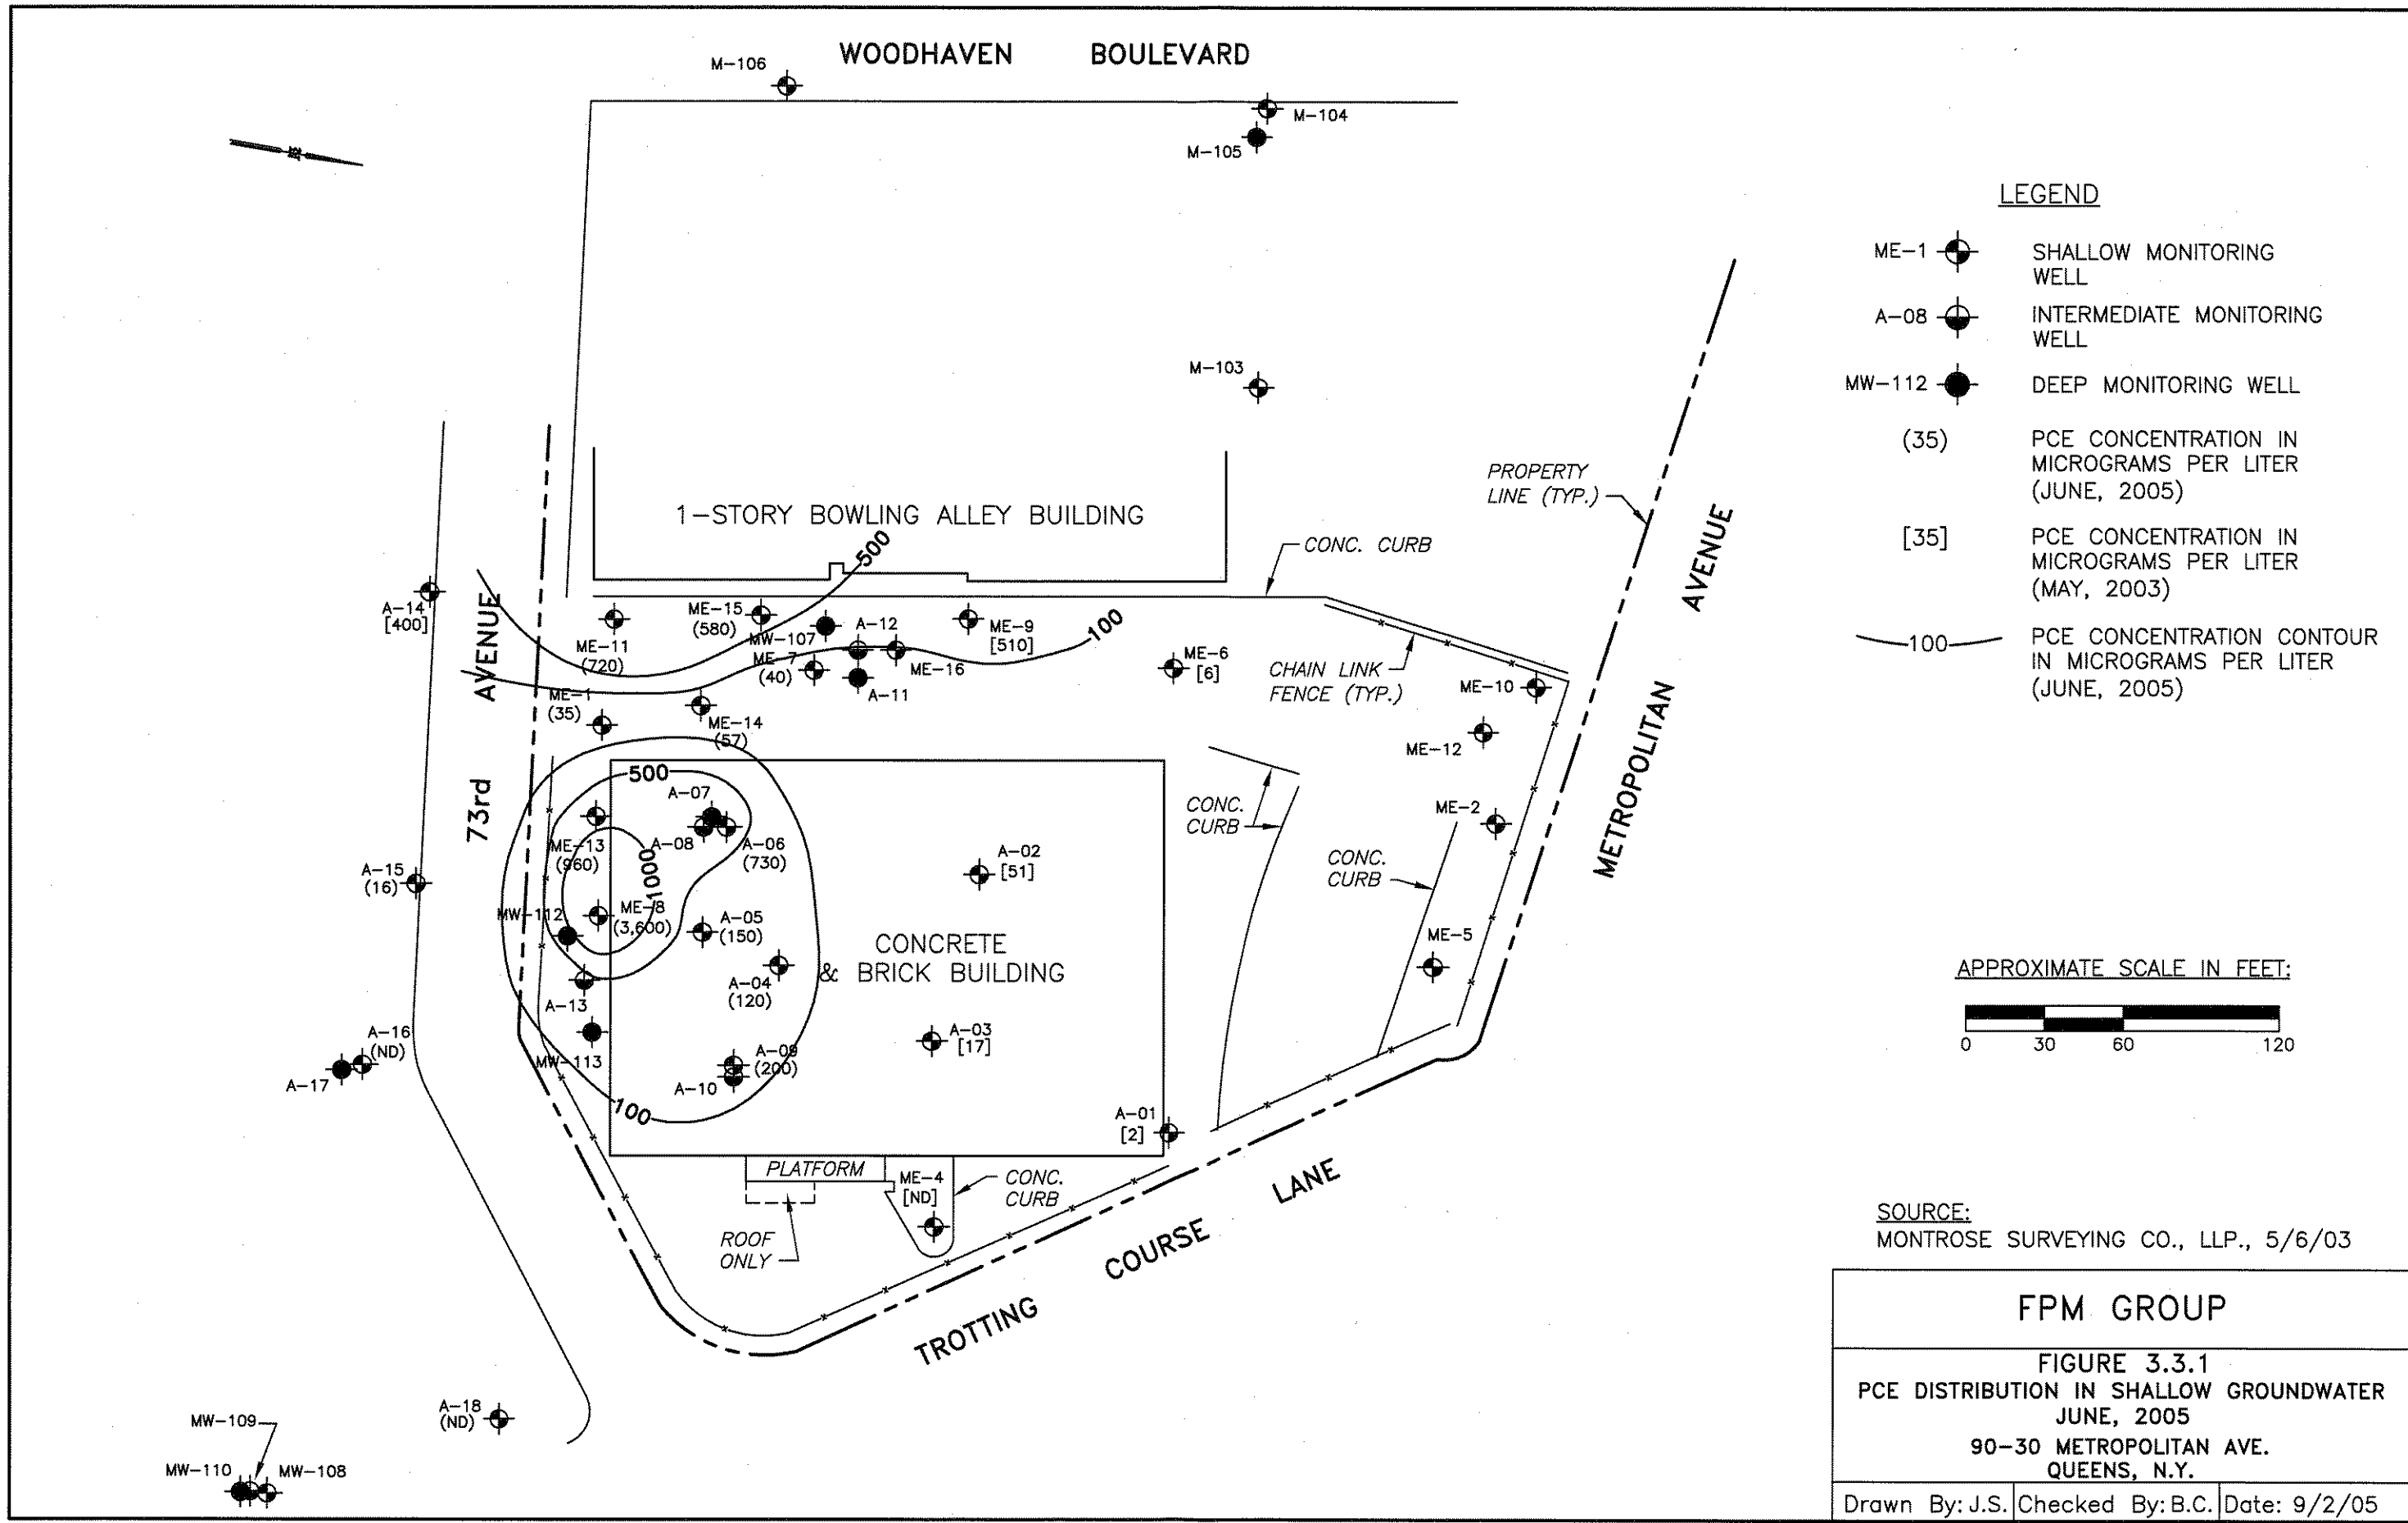 WOODHAVEN BOULEVARD
M-106
M-104
M-105
M-103
LEGEND
ME-1
SHALLOW MONITORING
WELL
A-08
INTERMEDIATE MONITORING
WELL
MW-112
DEEP MONITORING WELL
(35)
PCE CONCENTRATION IN
MICROGRAMS PER LITER
(JUNE, 2005)
[35]
PCE CONCENTRATION IN
MICROGRAMS PER LITER
(MAY, 2003)
100
PCE CONCENTRATION CONTOUR
IN MICROGRAMS PER LITER
(JUNE, 2005)
PROPERTY
LINE (TYP.)
1-STORY BOWLING ALLEY BUILDING
500
CONC. CURB
METROPOLITAN AVENUE
73rd AVENUE
A-14
[400]
ME-11
(720)
ME-15
(580)
MW-107
ME-7
(40)
A-12
ME-16
A-11
ME-9
[510]
100
ME-6
[6]
CHAIN LINK
FENCE (TYP.)
ME-10
ME-12
ME-1
(35)
ME-14
(57)
500
A-07
A-08
A-06
(730)
ME-13
(960)
1000
A-15
(16)
MW-112
ME-8
(3,600)
A-05
(150)
A-02
[51]
CONC.
CURB
CONC.
CURB
ME-2
ME-5
CONCRETE
& BRICK BUILDING
A-04
(120)
A-13
A-03
[17]
A-16
(ND)
A-17
MW-113
A-09
(200)
A-10
100
A-01
[2]
PLATFORM
ME-4
[ND]
CONC.
CURB
ROOF
ONLY
TROTTING COURSE LANE
A-18
(ND)
MW-109
MW-110
MW-108
APPROXIMATE SCALE IN FEET:
0 30 60 120
SOURCE:
MONTROSE SURVEYING CO., LLP., 5/6/03
FPM GROUP
FIGURE 3.3.1
PCE DISTRIBUTION IN SHALLOW GROUNDWATER
JUNE, 2005
90-30 METROPOLITAN AVE.
QUEENS, N.Y.
Drawn By: J.S. Checked By: B.C. Date: 9/2/05